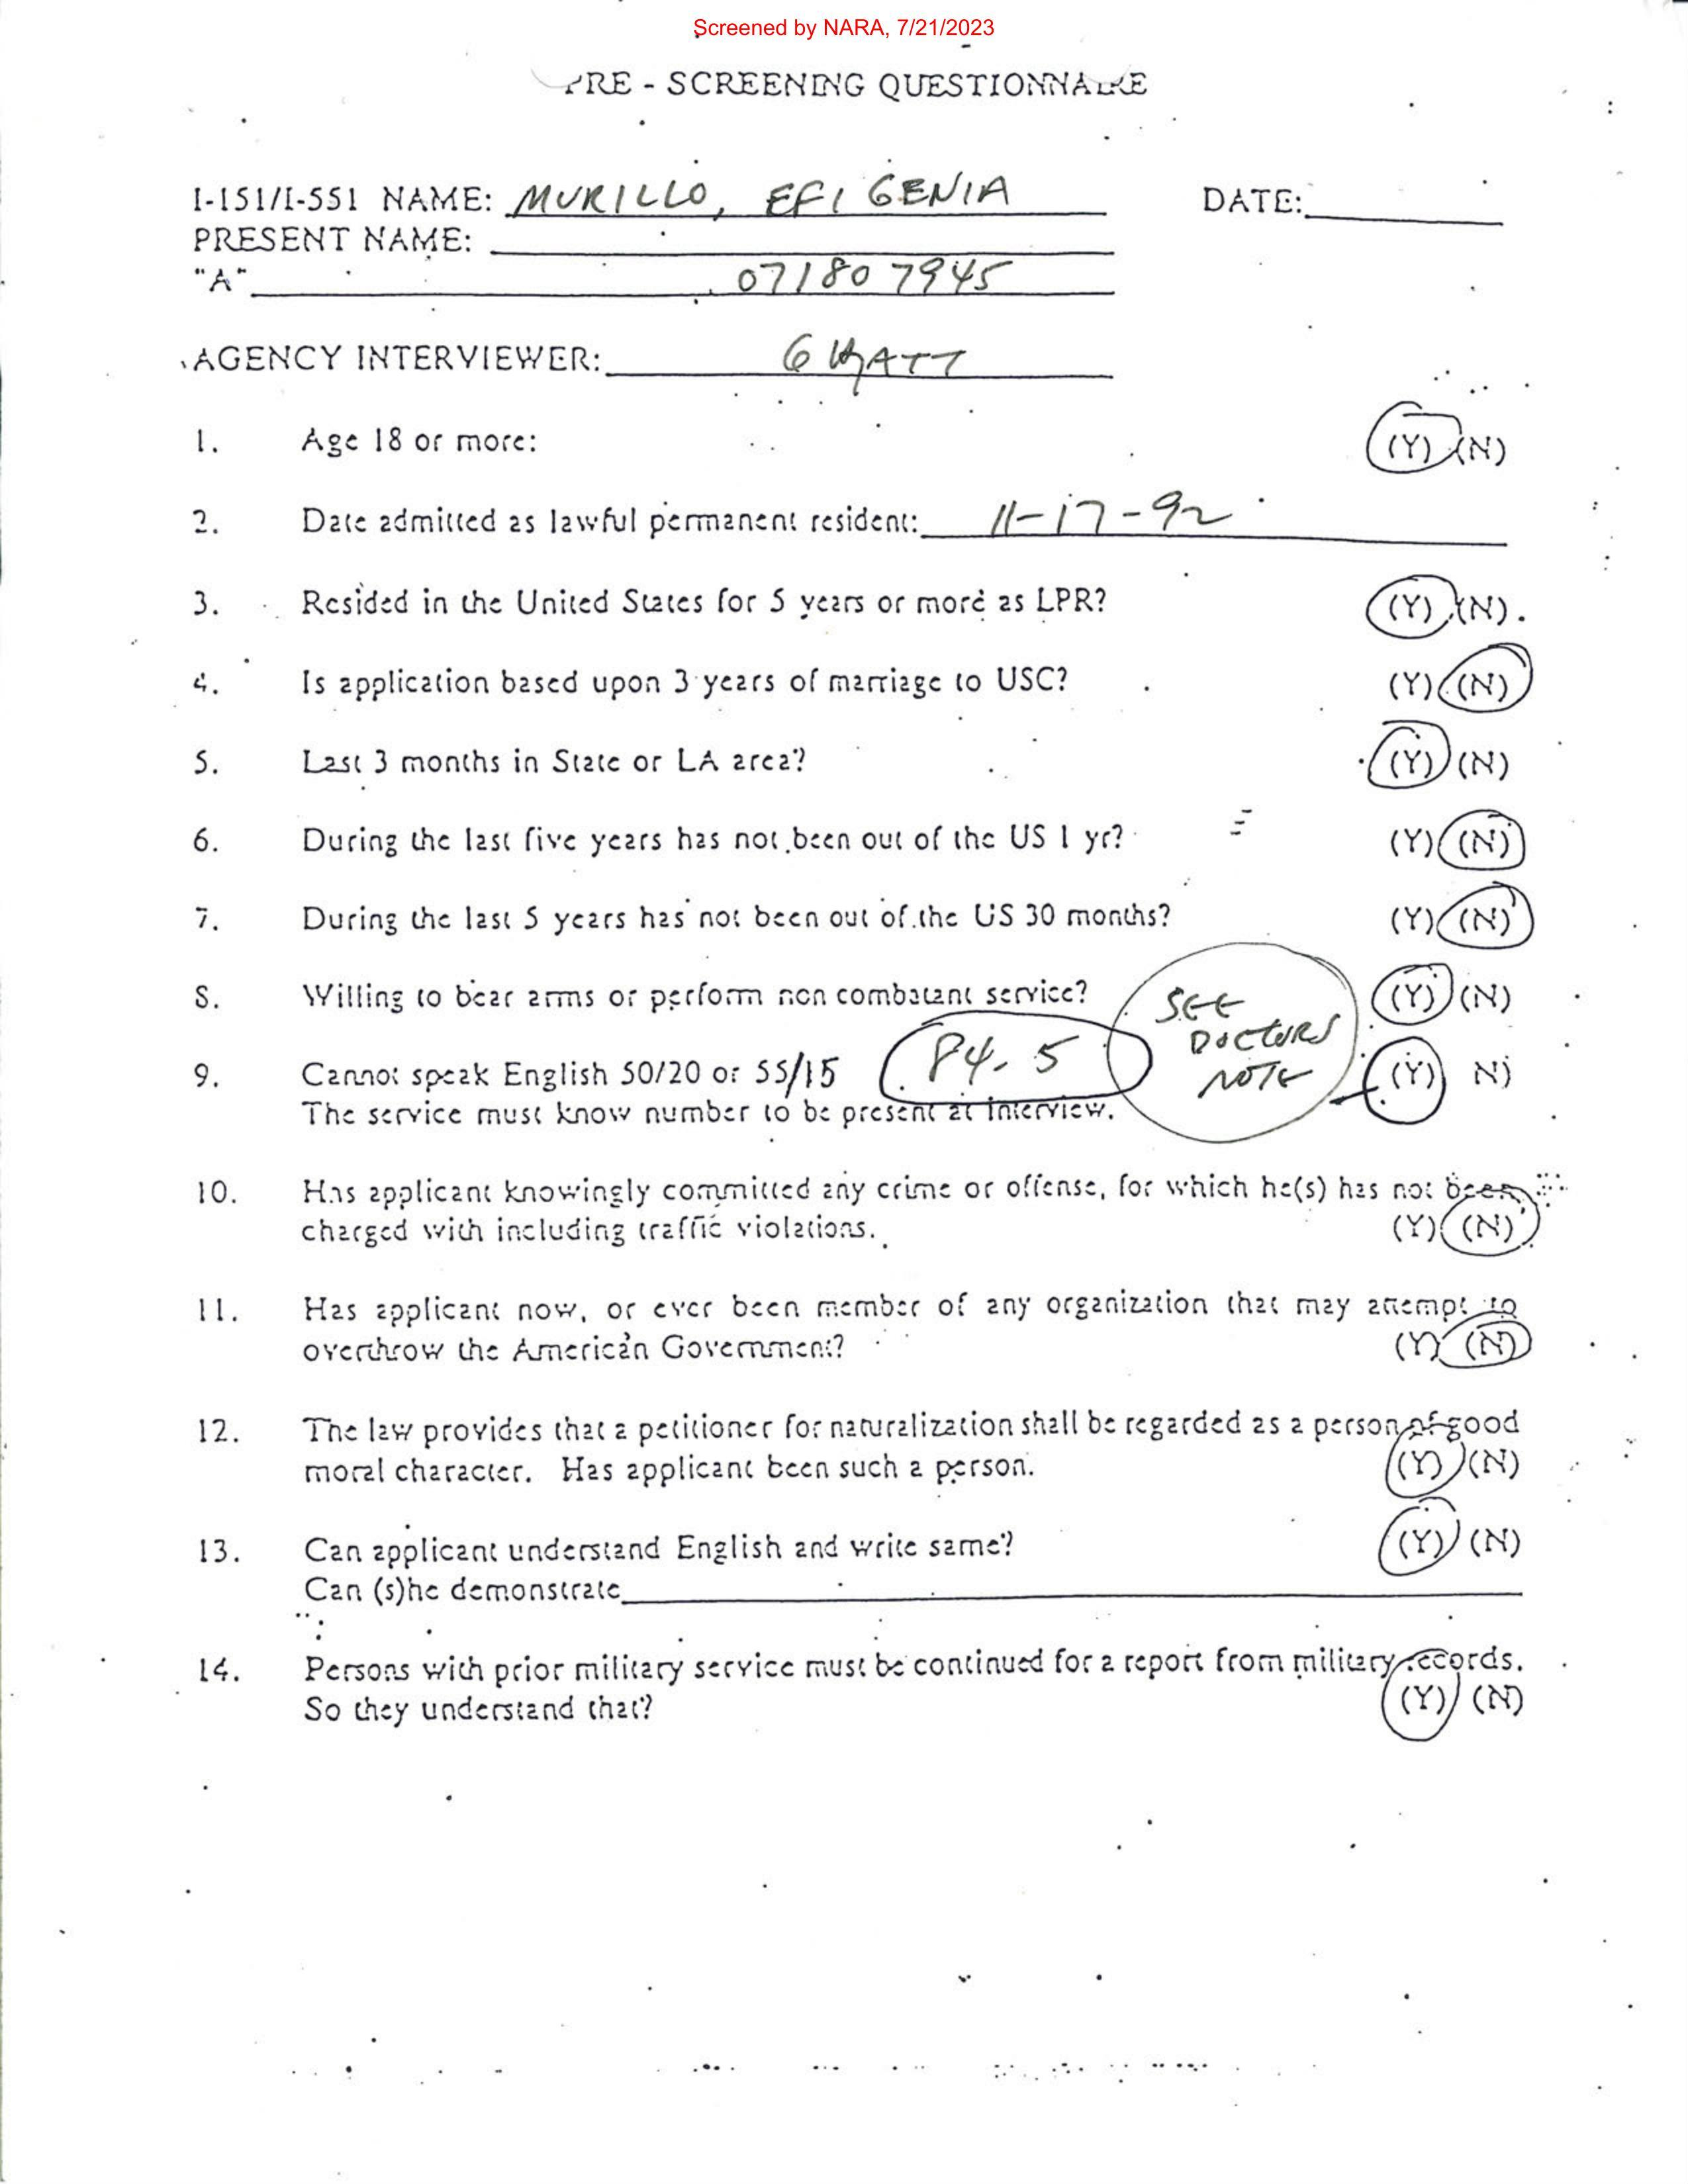 Screened by NARA, 7/21/2023
PRE - SCREENING QUESTIONNAIRE
I-151/I-551 NAME: MURILLO, EFIGENIA DATE:
PRESENT NAME:
"A" 071807945
AGENCY INTERVIEWER:
1. Age 18 or more: (Y) (N)
2. Date admitted as lawful permanent resident: 11-17-92
3. Resided in the United States for 5 years or more as LPR? (Y) (N)
4. Is application based upon 3 years of marriage to USC? (Y) (N)
5. Last 3 months in State or LA area? (Y) (N)
6. During the last five years has not been out of the US 1 yr? (Y) (N)
7. During the last 5 years has not been out of the US 30 months? (Y) (N)
8. Willing to bear arms or perform non combatant service? (Y) (N)
SEE DOCTORS NOTE
9. Cannot speak English 50/20 or 55/15 P4. 5 (Y) N)
The service must know number to be present at interview.
10. Has applicant knowingly committed any crime or offense, for which he(s) has not been
charged with including traffic violations. (Y) (N)
11. Has applicant now, or ever been member of any organization that may attempt to
overthrow the American Government? (Y) (N)
12. The law provides that a petitioner for naturalization shall be regarded as a person of good
moral character. Has applicant been such a person. (Y) (N)
13. Can applicant understand English and write same? (Y) (N)
Can (s)he demonstrate
14. Persons with prior military service must be continued for a report from military records.
So they understand that? (Y) (N)